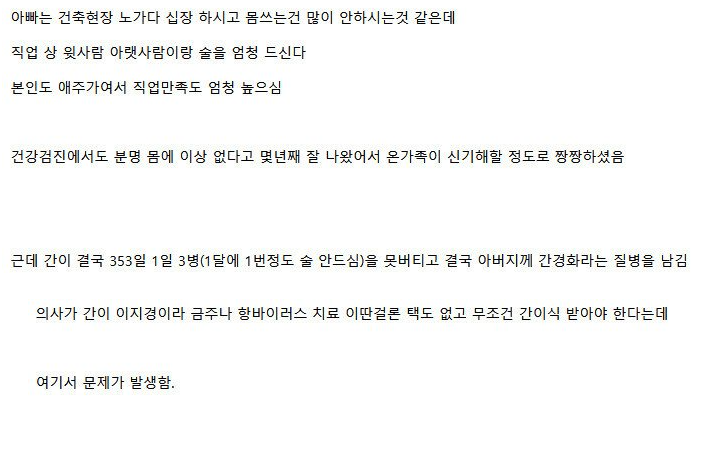 아빠는 건축현장 노가다 십장 하시고 몸쓰는건 많이 안하시는것 같은데
직업 상 윗사람 아랫사람이랑 술을 엄청 드신다
본인도 애주가여서 직업만족도 엄청 높으심
건강검진에서도 분명 몸에 이상 없다고 몇년째 잘 나왔어서 온가족이 신기해할 정도로 짱짱하셨음
근데 간이 결국 353일 1일 3병(1달에 1번정도 술 안드심)을 못버티고 결국 아버지께 간경화라는 질병을 남김
의사가 간이 이지경이라 금주나 항바이러스 치료 이딴걸론 택도 없고 무조건 간이식 받아야 한다는데
여기서 문제가 발생함.